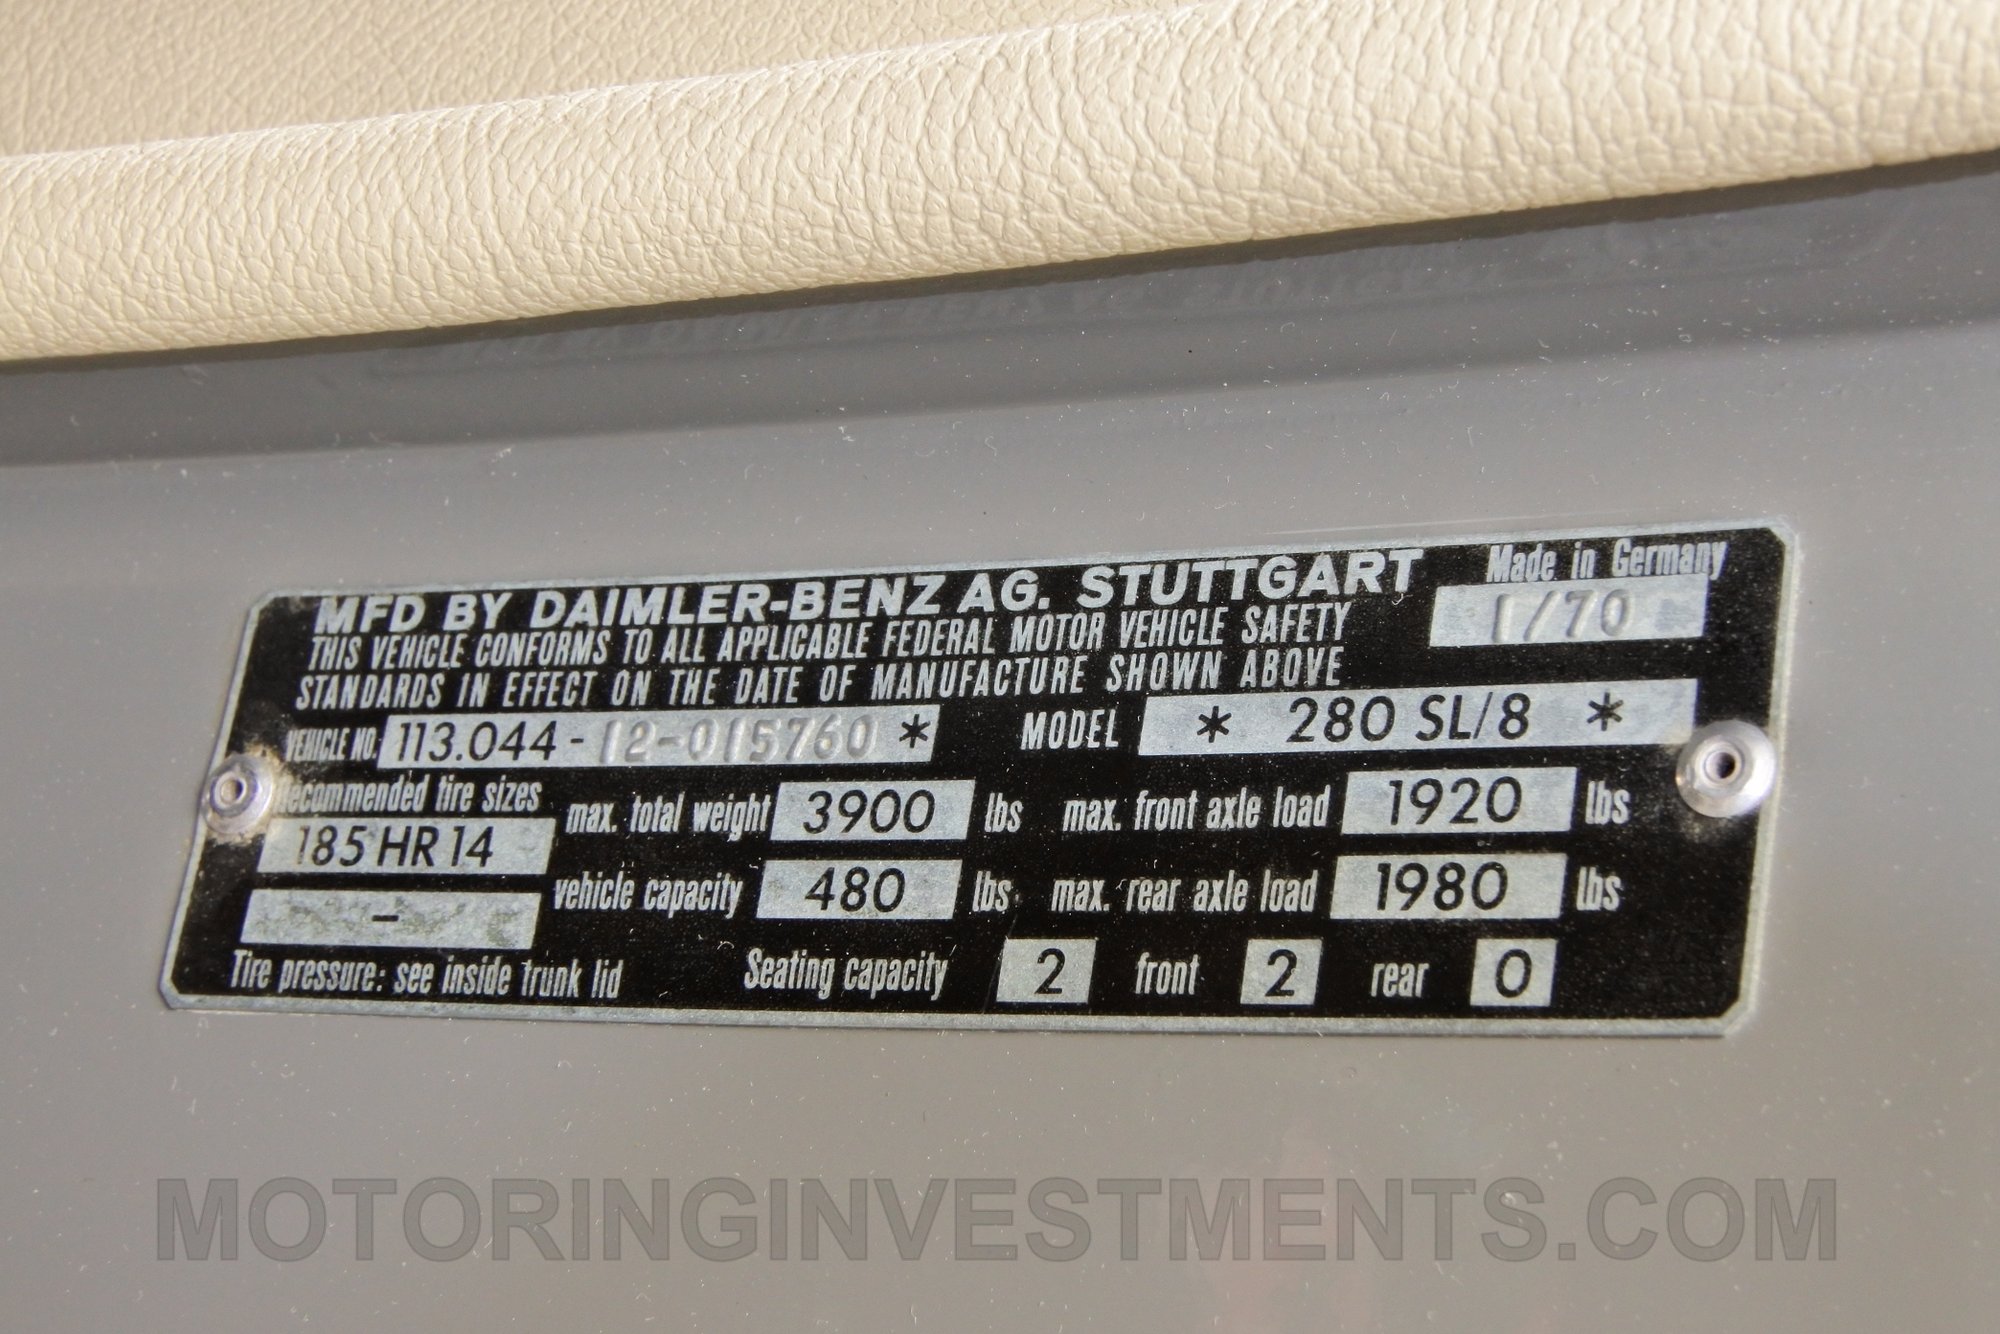 MFD BY DAIMLER-BENZ AG. STUTTGART
Made in Germany
1/70
THIS VEHICLE CONFORMS TO ALL APPLICABLE FEDERAL MOTOR VEHICLE SAFETY
STANDARDS IN EFFECT ON THE DATE OF MANUFACTURE SHOWN ABOVE
VEHICLE NO. 113.044-12-015760 * MODEL * 280 SL/8 *
Recommended tire sizes
185 HR 14
-
max. total weight 3900 lbs max. front axle load 1920 lbs
vehicle capacity 480 lbs max. rear axle load 1980 lbs
Tire pressure: see inside trunk lid Seating capacity 2 front 2 rear 0
MOTORINGINVESTMENTS.COM